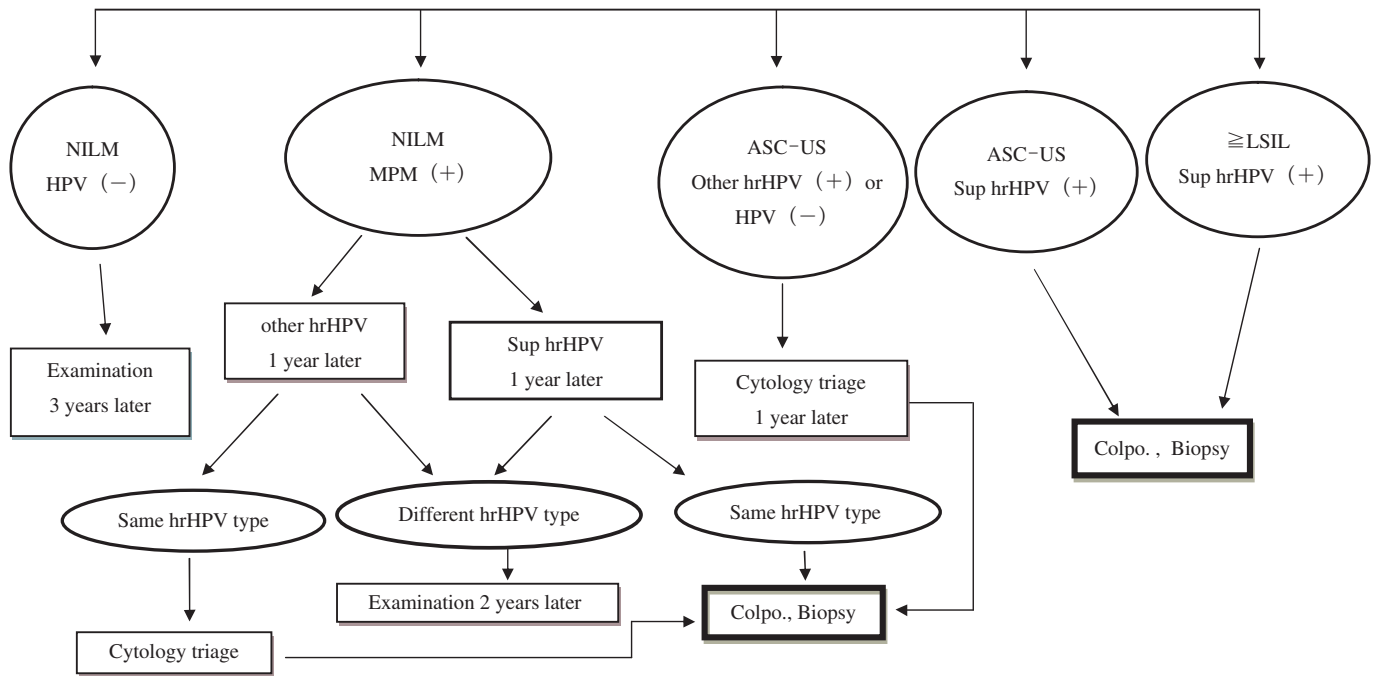 NILM
HPV（−）
NILM
MPM（+）
ASC-US
Other hrHPV（+）or
HPV（−）
ASC-US
Sup hrHPV（+）
≧LSIL
Sup hrHPV（+）
Examination
3 years later
other hrHPV
1 year later
Sup hrHPV
1 year later
Cytology triage
1 year later
Colpo. , Biopsy
Same hrHPV type
Different hrHPV type
Same hrHPV type
Examination 2 years later
Colpo., Biopsy
Cytology triage